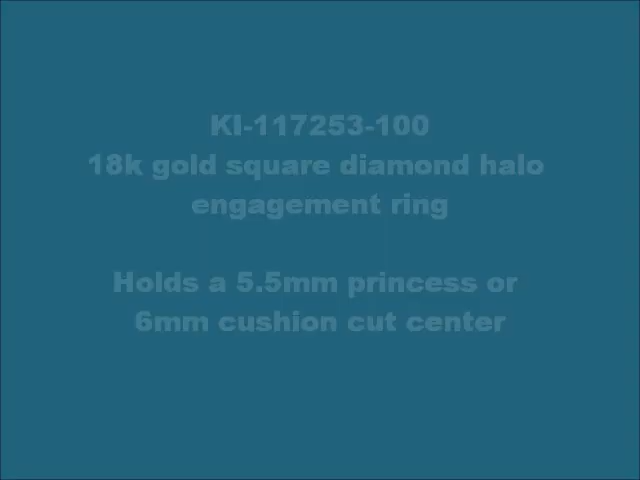 KI-117253-100
18k gold square diamond halo
engagement ring
Holds a 5.5mm princess or
6mm cushion cut center